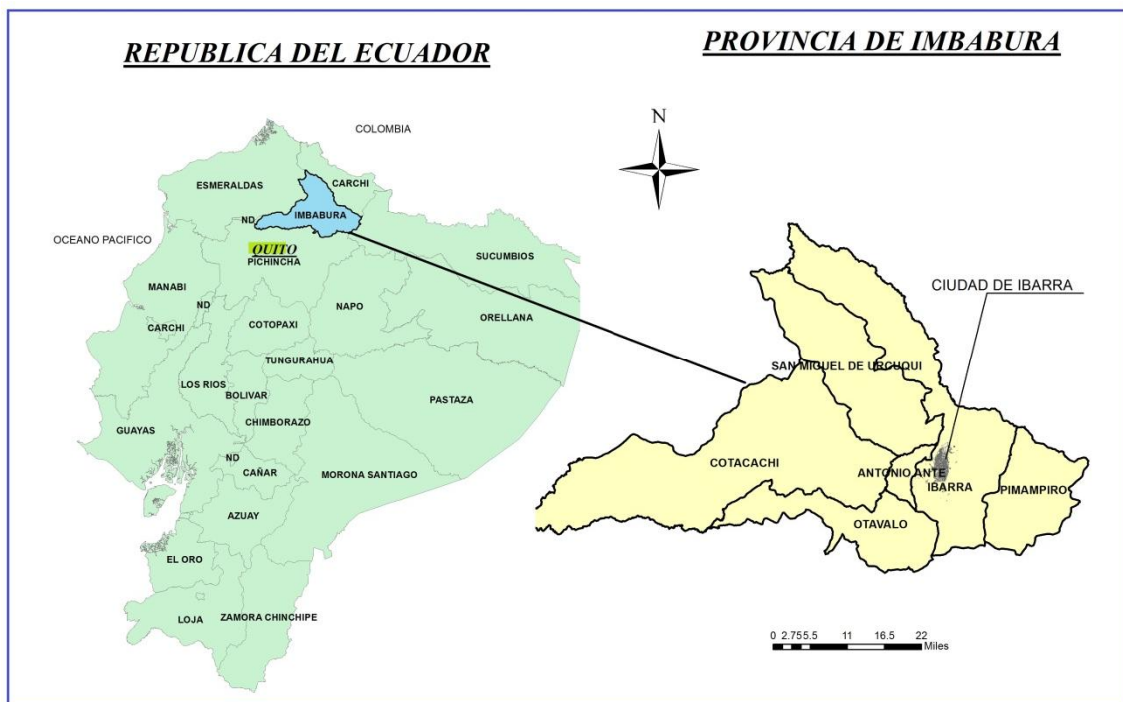 REPUBLICA DEL ECUADOR
PROVINCIA DE IMBABURA
COLOMBIA
N
ESMERALDAS
CARCHI
ND
IMBABURA
OCEANO PACIFICO
QUITO
PICHINCHA
SUCUMBIOS
MANABI
ND
NAPO
ORELLANA
CARCHI
COTOPAXI
TUNGURAHUA
LOS RIOS
BOLIVAR
PASTAZA
CHIMBORAZO
GUAYAS
ND
CAÑAR
MORONA SANTIAGO
AZUAY
EL ORO
LOJA
ZAMORA CHINCHIPE
CIUDAD DE IBARRA
SAN MIGUEL DE URCUQUI
COTACACHI
ANTONIO ANTE
IBARRA
PIMAMPIRO
OTAVALO
0 2.755.5 11 16.5 22
Miles